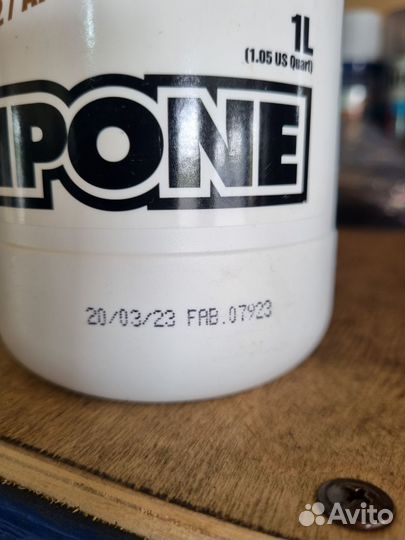 1L
(1.05 US Quart)
IPONE
20/03/23 FAB.07923
Avito